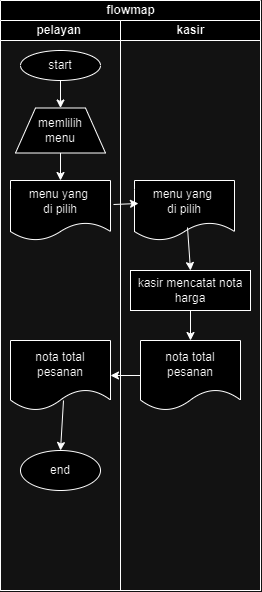 flowmap
pelayan
kasir
start
memlilih
menu
menu yang
di pilih
menu yang
di pilih
kasir mencatat nota
harga
nota total
pesanan
nota total
pesanan
end